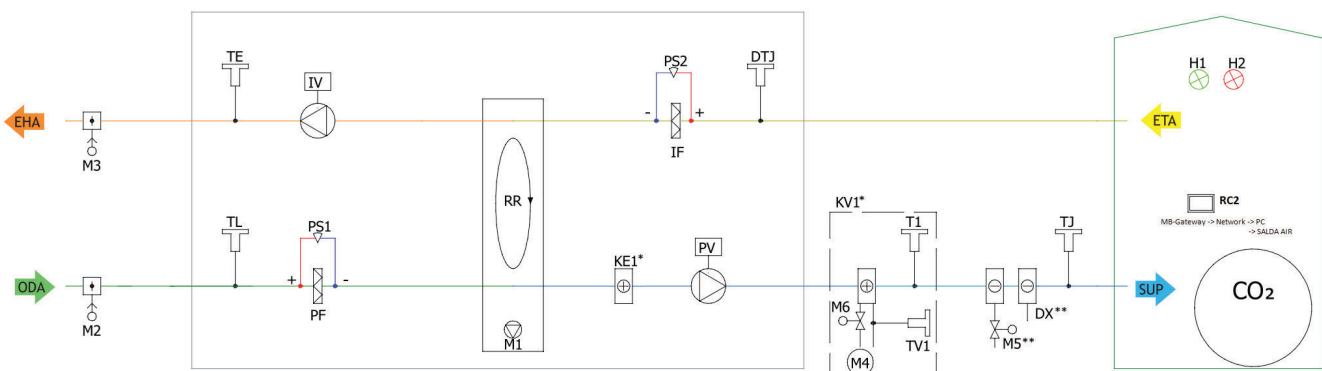 TE
IV
PS2
DTJ
H1
H2
EHA
-
+
ETA
M3
IF
RR
KV1*
RC2
MB-Gateway -> Network -> PC
-> SALDA AIR
TL
PS1
KE1*
PV
T1
TJ
ODA
+
-
SUP
CO₂
M2
PF
M1
M6
TV1
M4
DX**
M5**